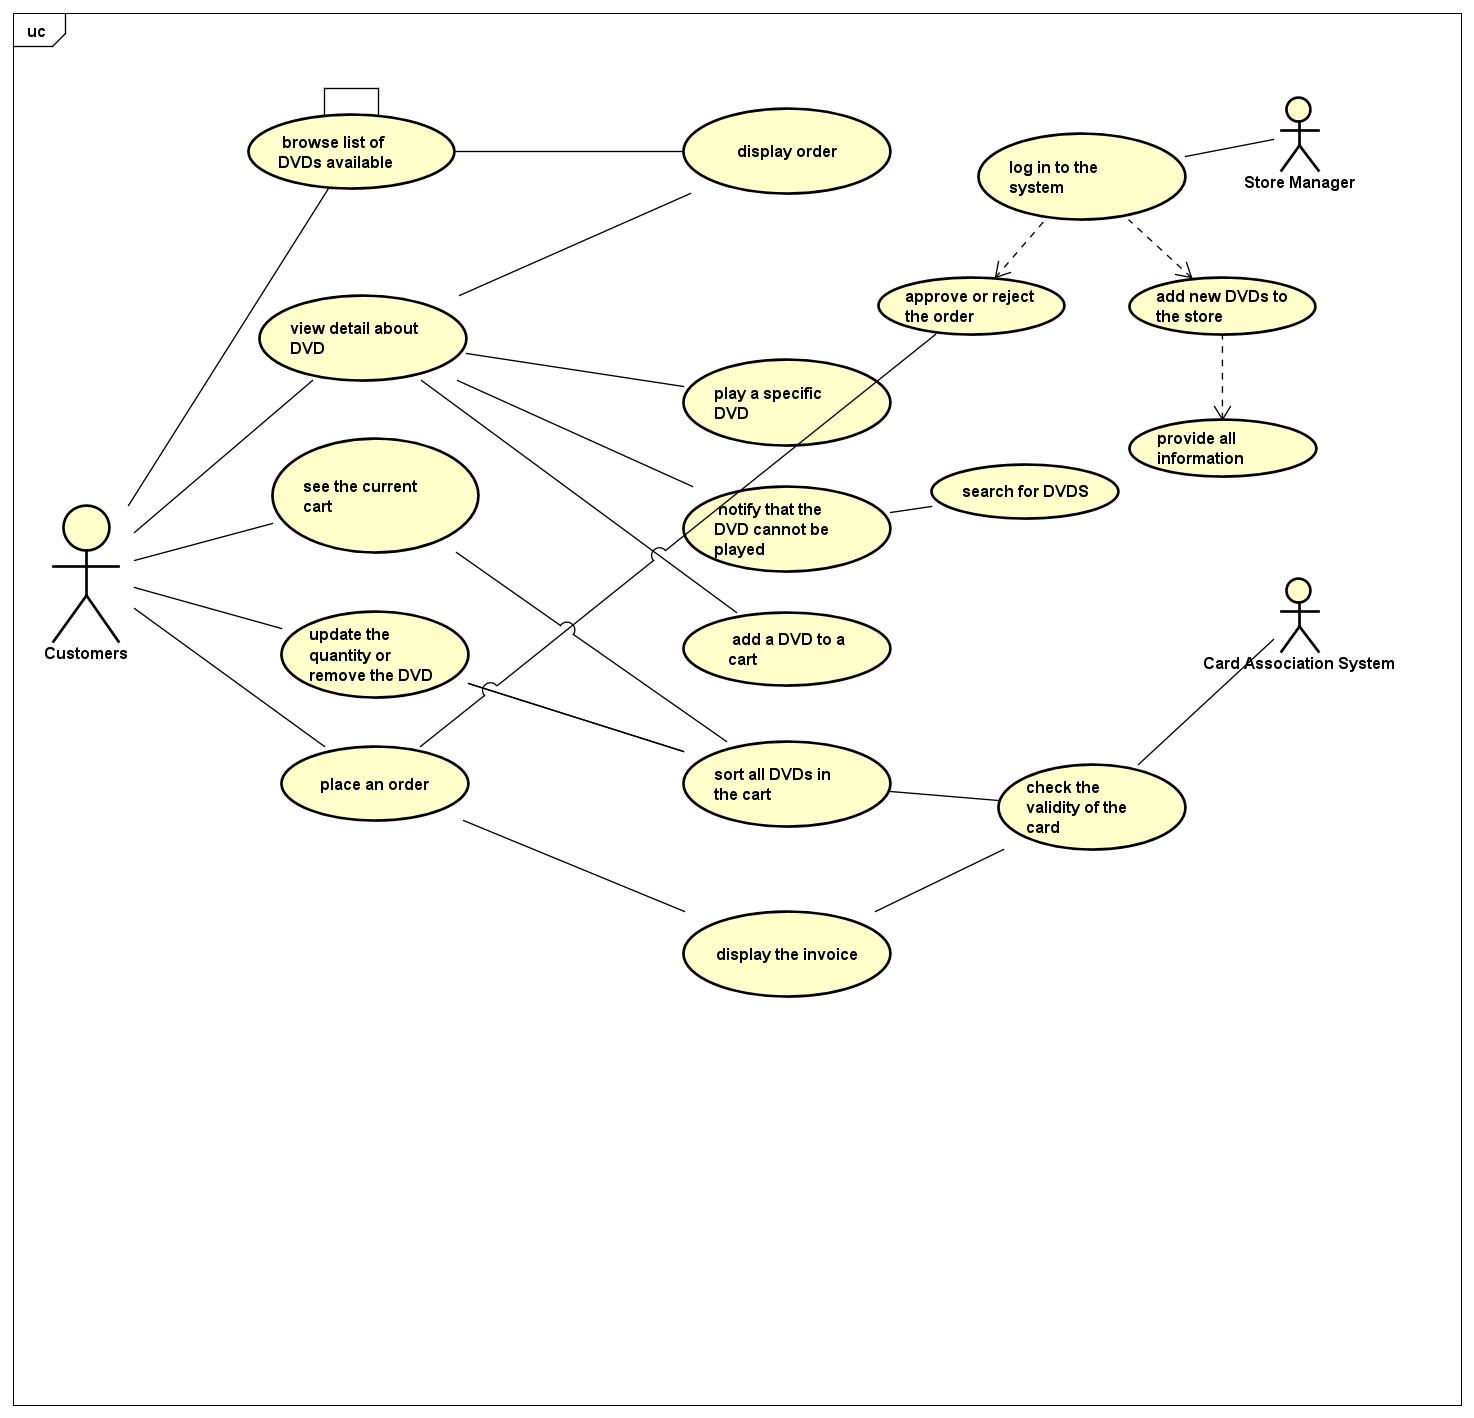 uc
browse list of
DVDs available
display order
log in to the
system
Store Manager
approve or reject
the order
add new DVDs to
the store
view detail about
DVD
play a specific
DVD
provide all
information
see the current
cart
search for DVDS
notify that the
DVD cannot be
played
Customers
update the
quantity or
remove the DVD
add a DVD to a
cart
Card Association System
place an order
sort all DVDs in
the cart
check the
validity of the
card
display the invoice